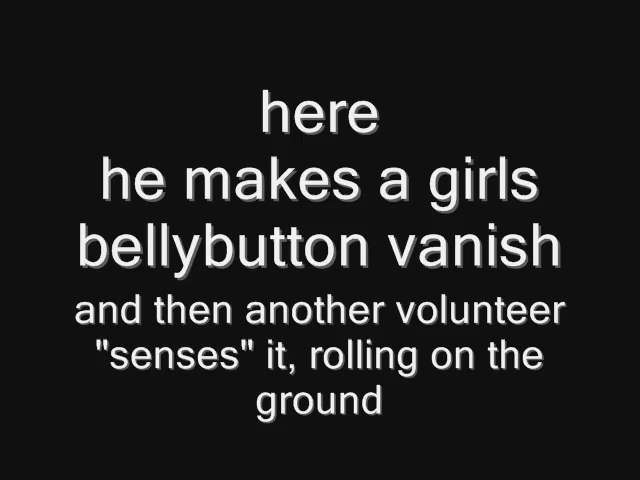 here
he makes a girls
bellybutton vanish
and then another volunteer
"senses" it, rolling on the
ground